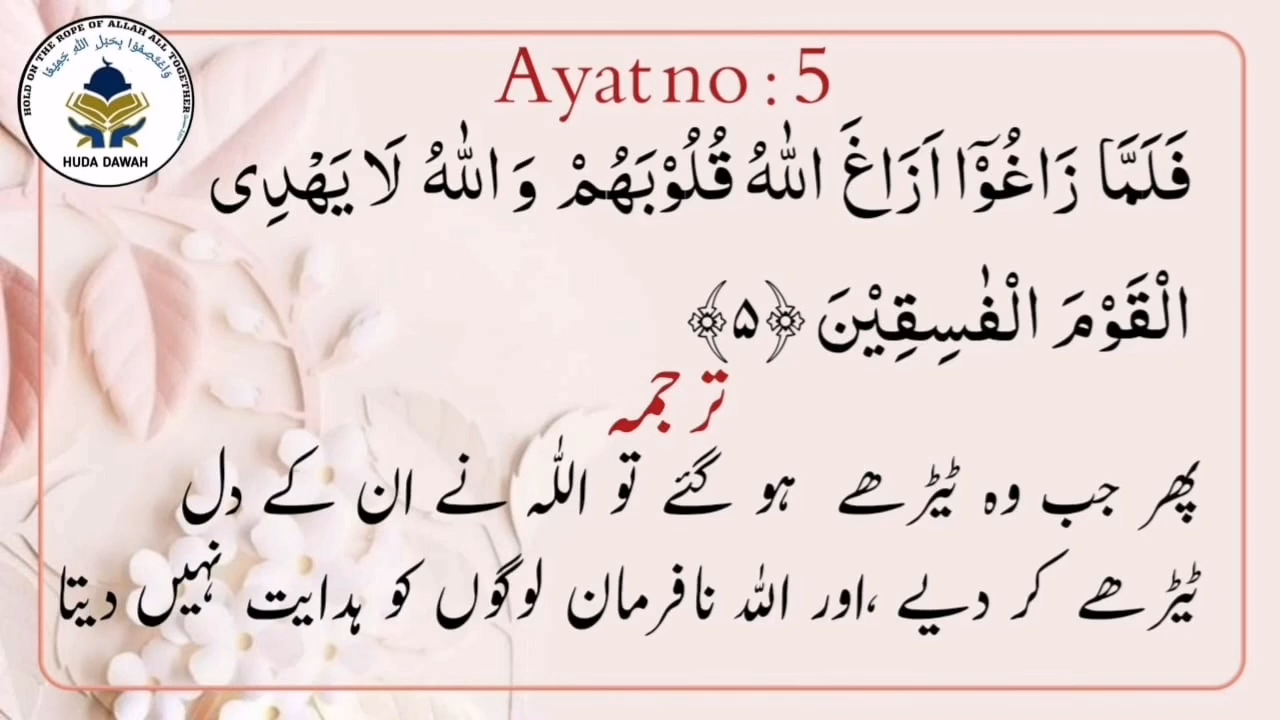 HOLD ON THE ROPE OF ALLAH ALL TOGETHER
وَاعْتَصِمُوْا بِحَبْلِ اللّٰهِ جَمِيْعًا
HUDA DAWAH
Ayat no : 5
فَلَمَّا زَاغُوْۤا اَزَاغَ اللّٰهُ قُلُوْبَهُمْ وَ اللّٰهُ لَا یَهْدِی
الْقَوْمَ الْفٰسِقِیْنَ ﴿۵﴾
ترجمہ
پھر جب وہ ٹیڑھے ہو گئے تو اللہ نے ان کے دل
ٹیڑھے کر دیے ،اور اللہ نافرمان لوگوں کو ہدایت نہیں دیتا